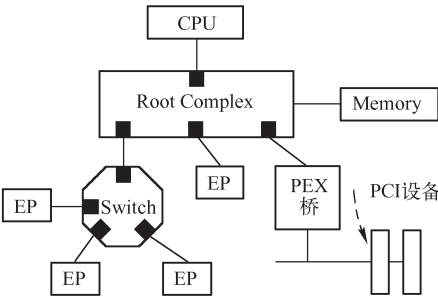 CPU
Root Complex
Memory
EP
PEX
桥
PCI设备
EP
Switch
EP
EP